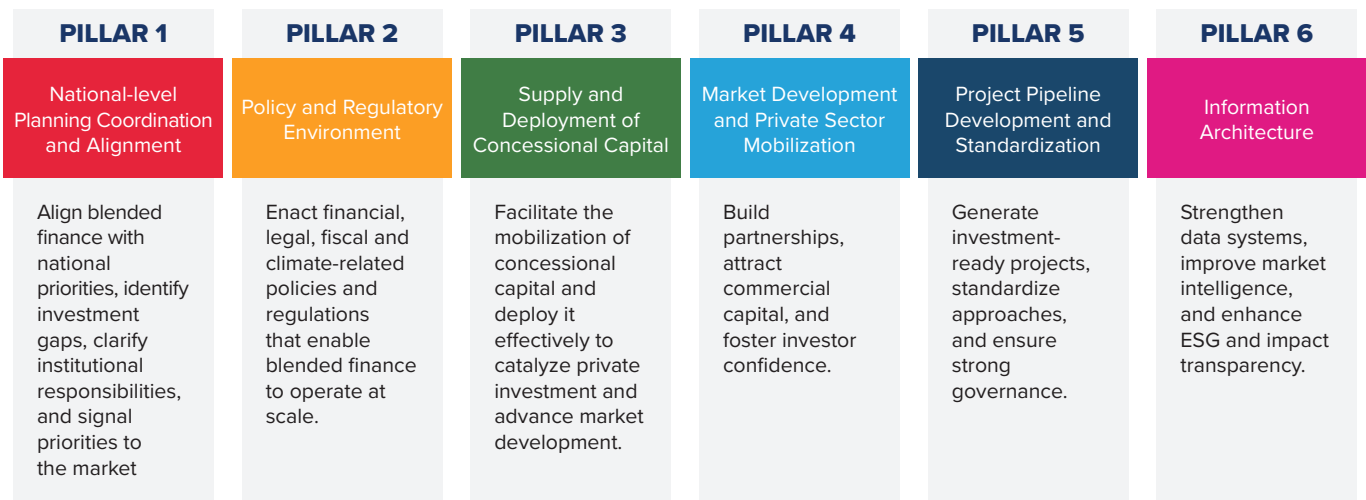 PILLAR 1
National-level
Planning Coordination
and Alignment
Align blended
finance with
national
priorities, identify
investment
gaps, clarify
institutional
responsibilities,
and signal
priorities to
the market
PILLAR 2
Policy and Regulatory
Environment
Enact financial,
legal, fiscal and
climate-related
policies and
regulations
that enable
blended finance
to operate at
scale.
PILLAR 3
Supply and
Deployment of
Concessional Capital
Facilitate the
mobilization of
concessional
capital and
deploy it
effectively to
catalyze private
investment and
advance market
development.
PILLAR 4
Market Development
and Private Sector
Mobilization
Build
partnerships,
attract
commercial
capital, and
foster investor
confidence.
PILLAR 5
Project Pipeline
Development and
Standardization
Generate
investment-
ready projects,
standardize
approaches,
and ensure
strong
governance.
PILLAR 6
Information
Architecture
Strengthen
data systems,
improve market
intelligence,
and enhance
ESG and impact
transparency.